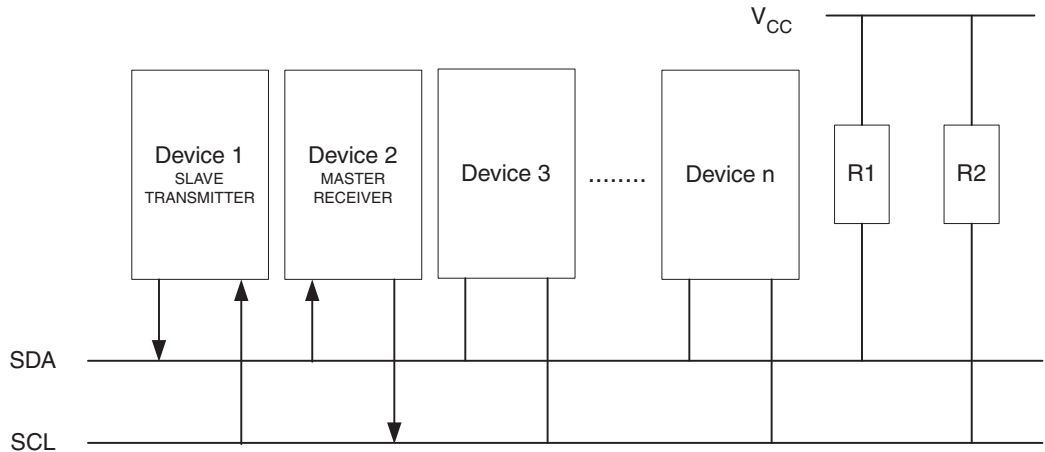 V_CC
Device 1
SLAVE
TRANSMITTER
Device 2
MASTER
RECEIVER
Device 3
........
Device n
R1
R2
SDA
SCL